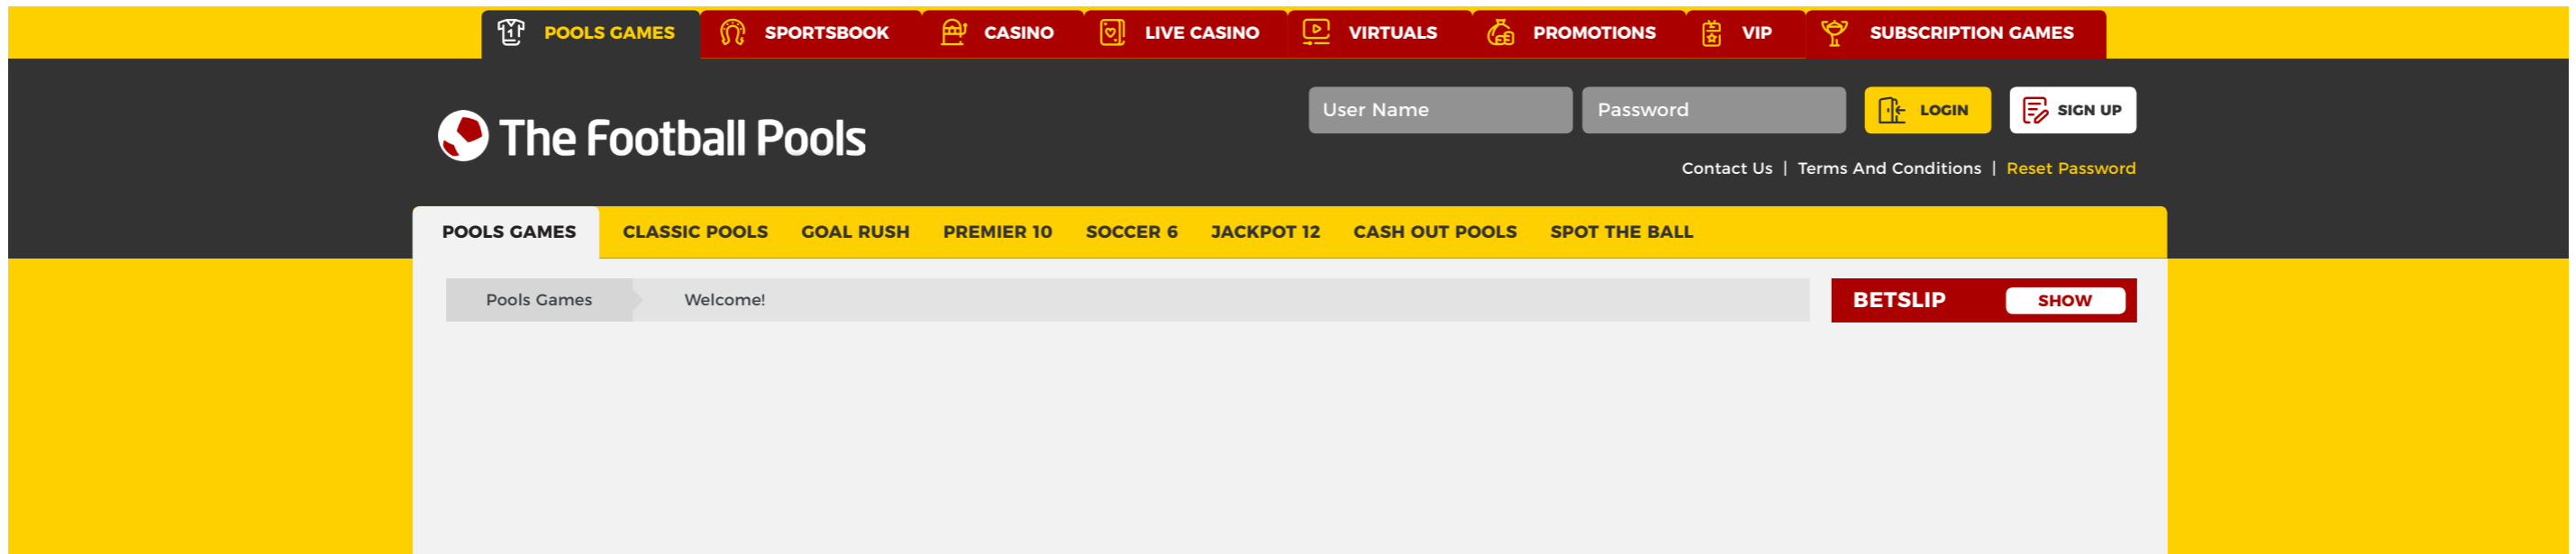 POOLS GAMES SPORTSBOOK CASINO LIVE CASINO VIRTUALS PROMOTIONS VIP SUBSCRIPTION GAMES
User Name Password LOGIN SIGN UP
The Football Pools
Contact Us | Terms And Conditions | Reset Password
POOLS GAMES CLASSIC POOLS GOAL RUSH PREMIER 10 SOCCER 6 JACKPOT 12 CASH OUT POOLS SPOT THE BALL
Pools Games Welcome! BETSLIP SHOW